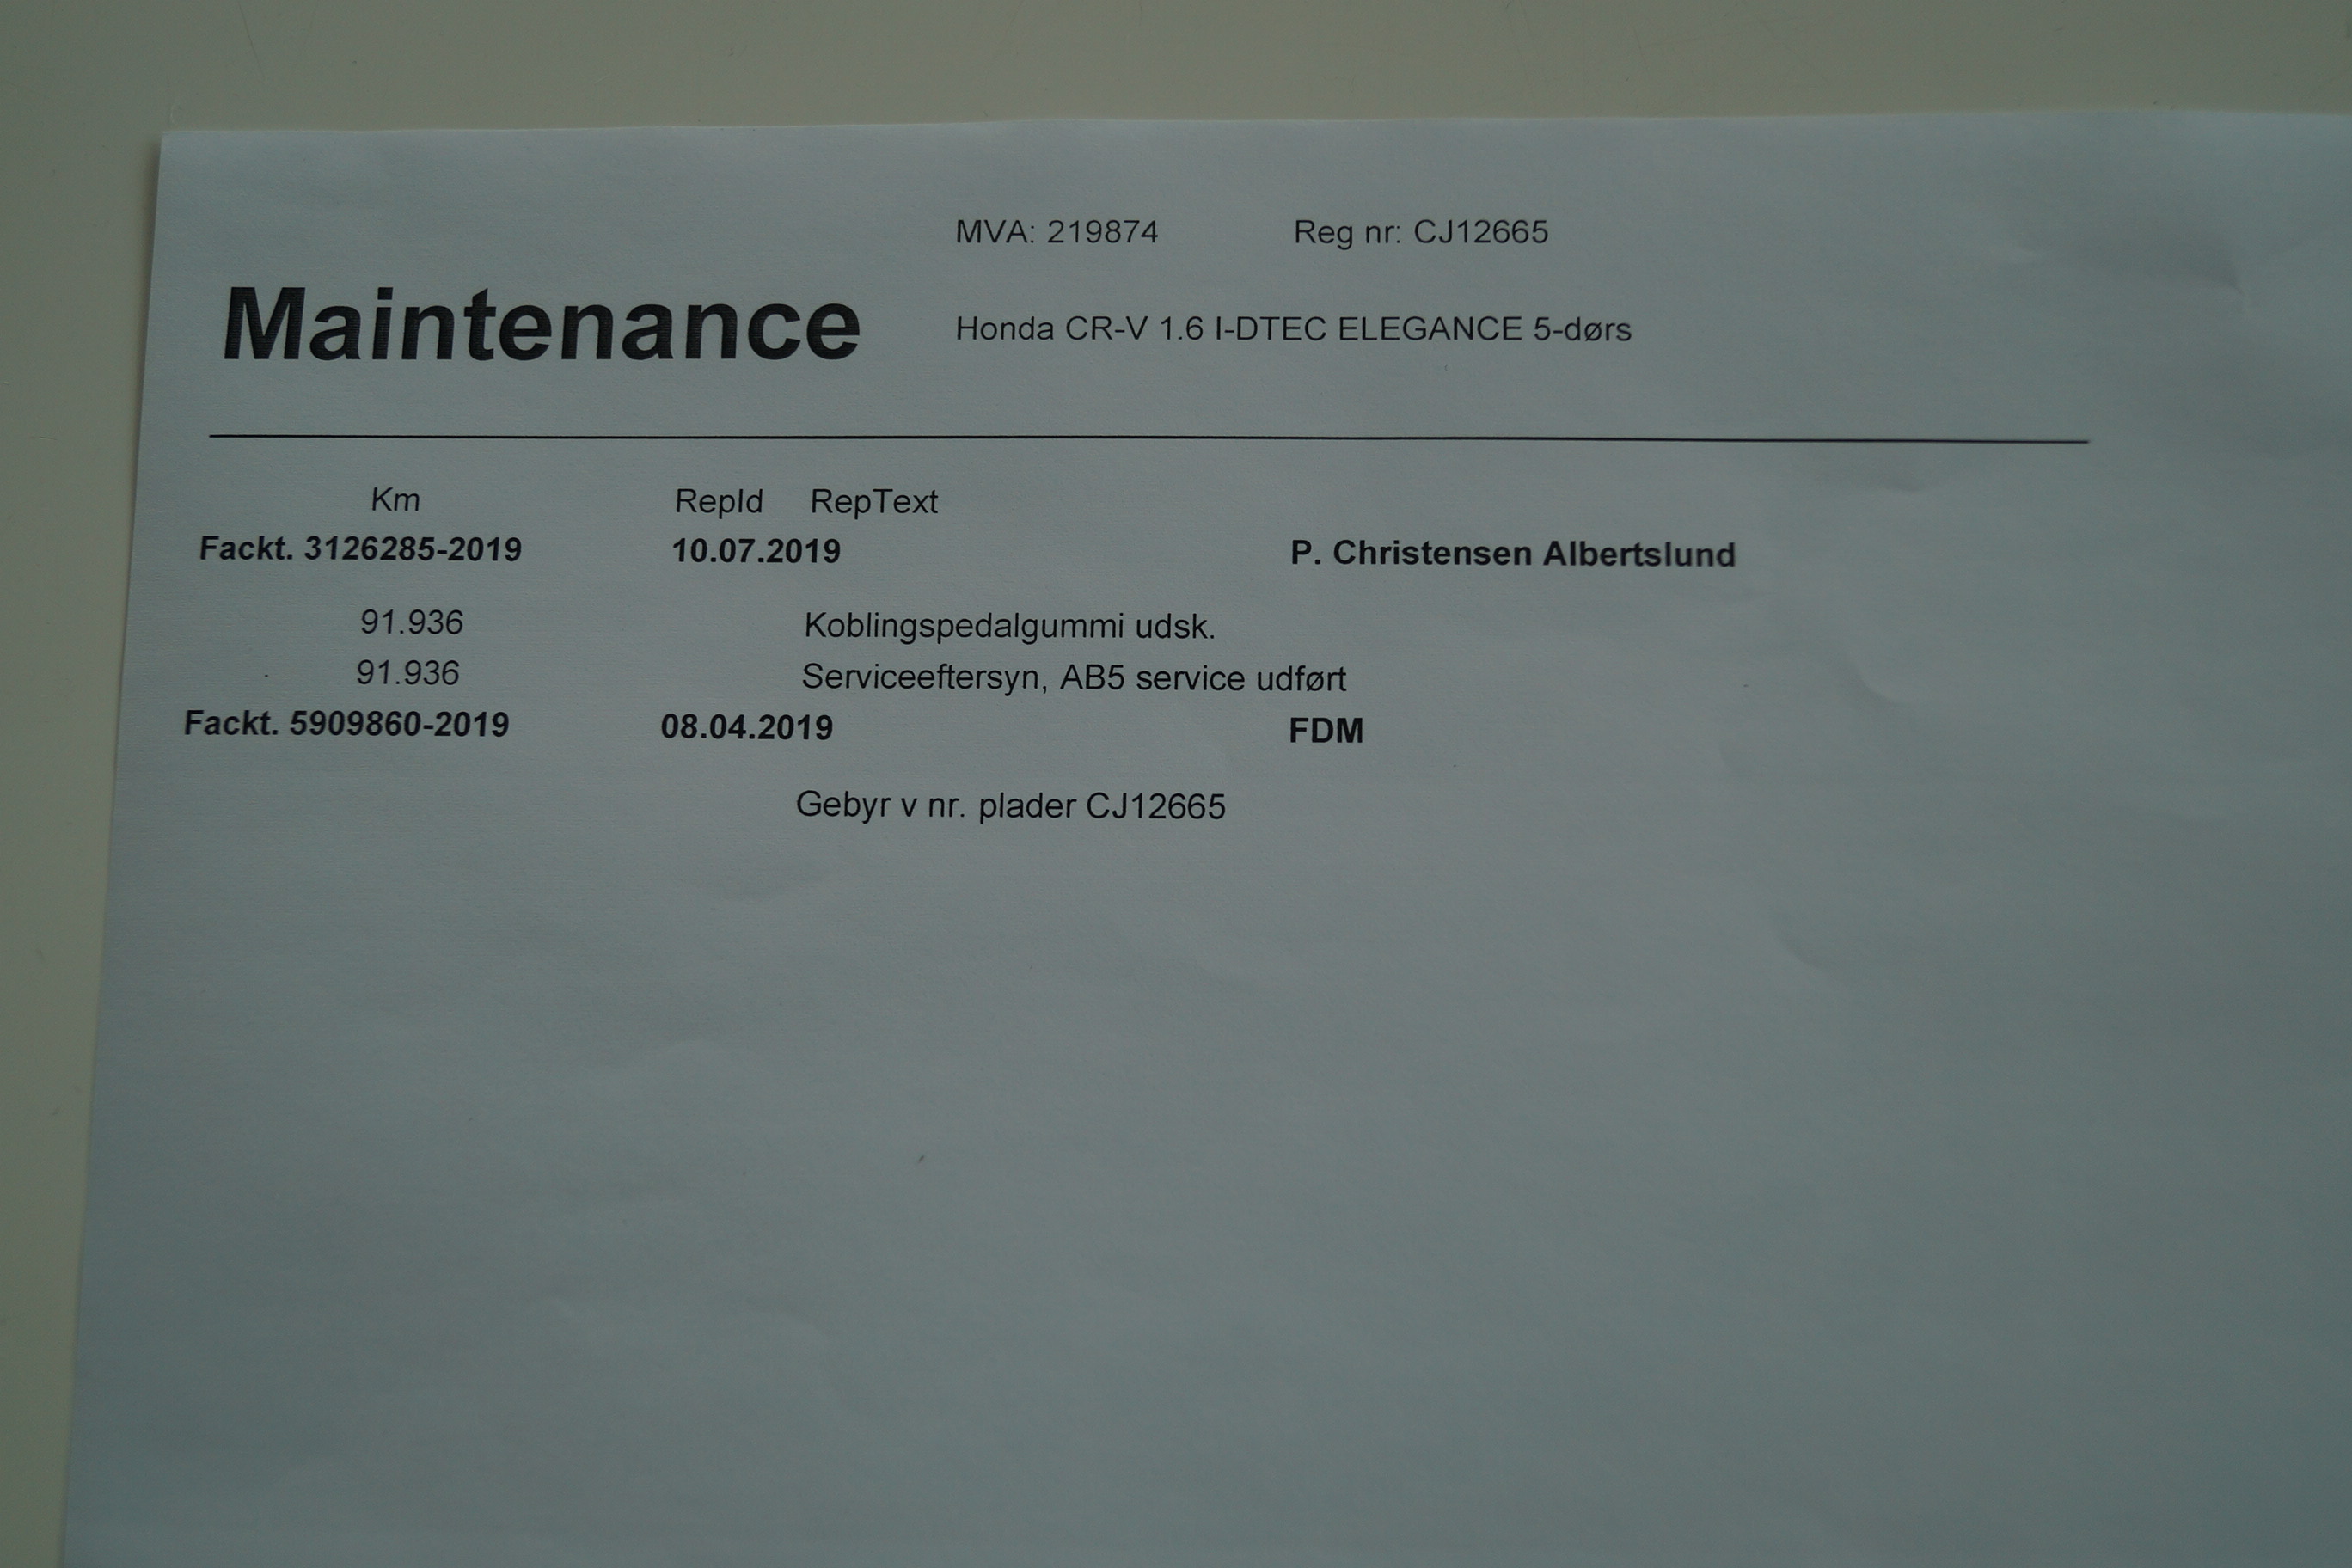 MVA: 219874 Reg nr: CJ12665
Maintenance
Honda CR-V 1.6 I-DTEC ELEGANCE 5-dørs
Km RepId RepText
Fackt. 3126285-2019 10.07.2019 P. Christensen Albertslund
91.936 Koblingspedalgummi udsk.
91.936 Serviceeftersyn, AB5 service udført
Fackt. 5909860-2019 08.04.2019 FDM
Gebyr v nr. plader CJ12665